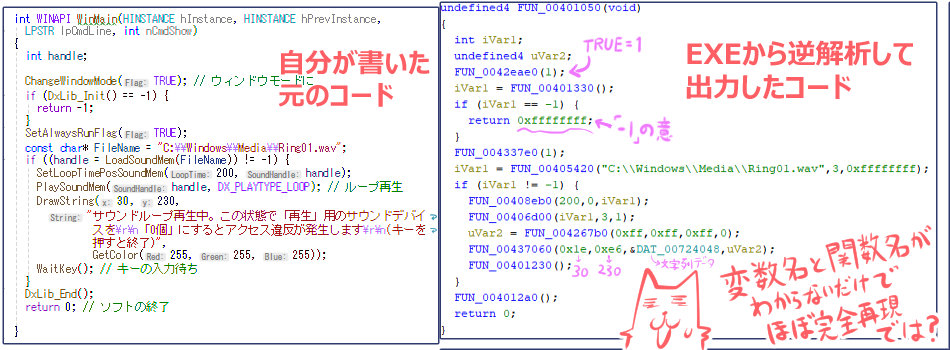 int WINAPI WinMain(HINSTANCE hInstance, HINSTANCE hPrevInstance,
LPSTR lpCmdLine, int nCmdShow)
{
int handle;
ChangeWindowMode(Flag: TRUE); // ウィンドウモードに
if (DxLib_Init() == -1) {
return -1;
}
SetAlwaysRunFlag(Flag: TRUE);
const char* FileName = "C:\\Windows\\Media\\Ring01.wav";
if ((handle = LoadSoundMem(FileName)) != -1) {
SetLoopTimePosSoundMem(LoopTime: 200, SoundHandle: handle);
PlaySoundMem(SoundHandle: handle, DX_PLAYTYPE_LOOP); // ループ再生
DrawString(x: 30, y: 230,
String: "サウンドループ再生中。この状態で「再生」用のサウンドデバイ
スを\r\n「0個」にするとアクセス違反が発生します\r\n(キーを
押すと終了)",
GetColor(Red: 255, Green: 255, Blue: 255));
WaitKey(); // キーの入力待ち
}
DxLib_End();
return 0; // ソフトの終了
}
自分が書いた
元のコード
undefined4 FUN_00401050(void)
{
int iVar1;
undefined4 uVar2;
FUN_0042eae0(1);
iVar1 = FUN_00401330();
if (iVar1 == -1) {
return 0xffffffff;
}
FUN_004337e0(1);
iVar1 = FUN_00405420("C:\\Windows\\Media\\Ring01.wav",3,0xffffffff);
if (iVar1 != -1) {
FUN_00408eb0(200,0,iVar1);
FUN_00406d00(iVar1,3,1);
uVar2 = FUN_004267b0(0xff,0xff,0xff,0);
FUN_00437060(0x1e,0xe6,&DAT_00724048,uVar2);
FUN_00401230();
}
FUN_004012a0();
return 0;
}
EXEから逆解析して
出力したコード
TRUE=1
「-1」の意
30
230
文字列データ
変数名と関数名が
わからないだけで
ほぼ完全再現
では?